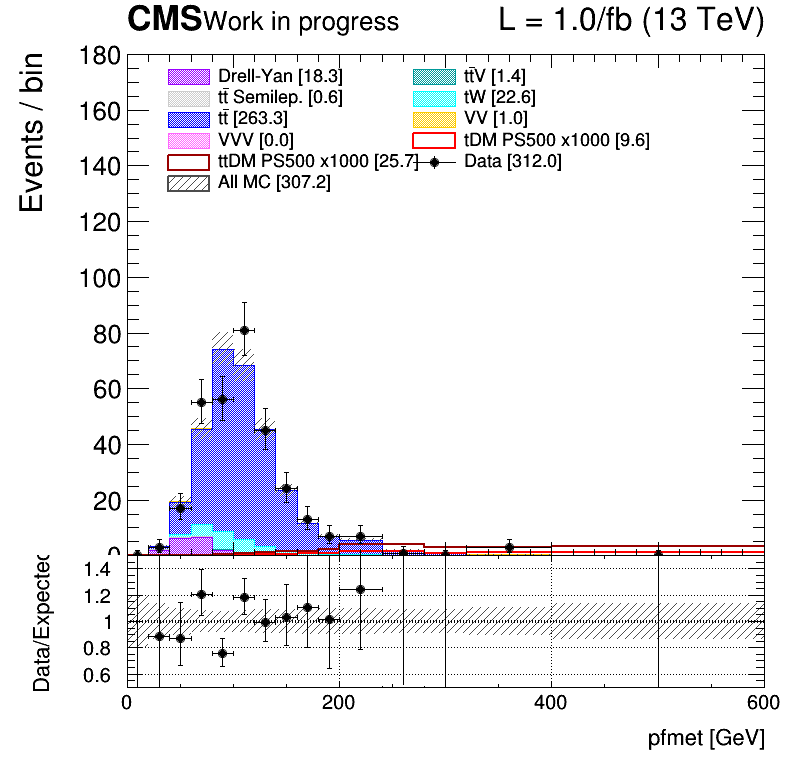 CMS Work in progress L = 1.0/fb (13 TeV)
Events / bin
180
160
140
120
100
80
60
40
20
0
Drell-Yan [18.3] tt̄V [1.4]
tt̄ Semilep. [0.6] tW [22.6]
tt̄ [263.3] VV [1.0]
VVV [0.0] tDM PS500 x1000 [9.6]
ttDM PS500 x1000 [25.7] Data [312.0]
All MC [307.2]
Data/Expected
1.4
1.2
1
0.8
0.6
0 200 400 600
pfmet [GeV]